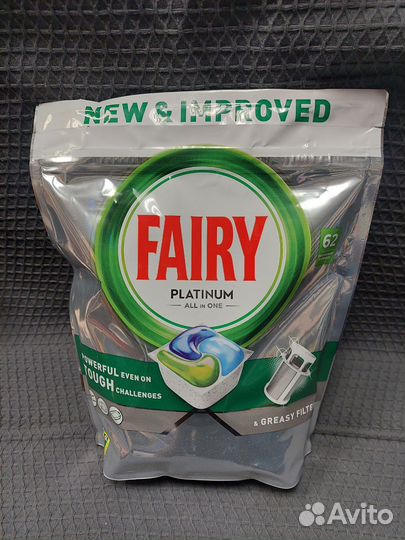 NEW & IMPROVED
FAIRY
PLATINUM
ALL IN ONE
62
POWERFUL EVEN ON
TOUGH CHALLENGES
& GREASY FILTE
Avito